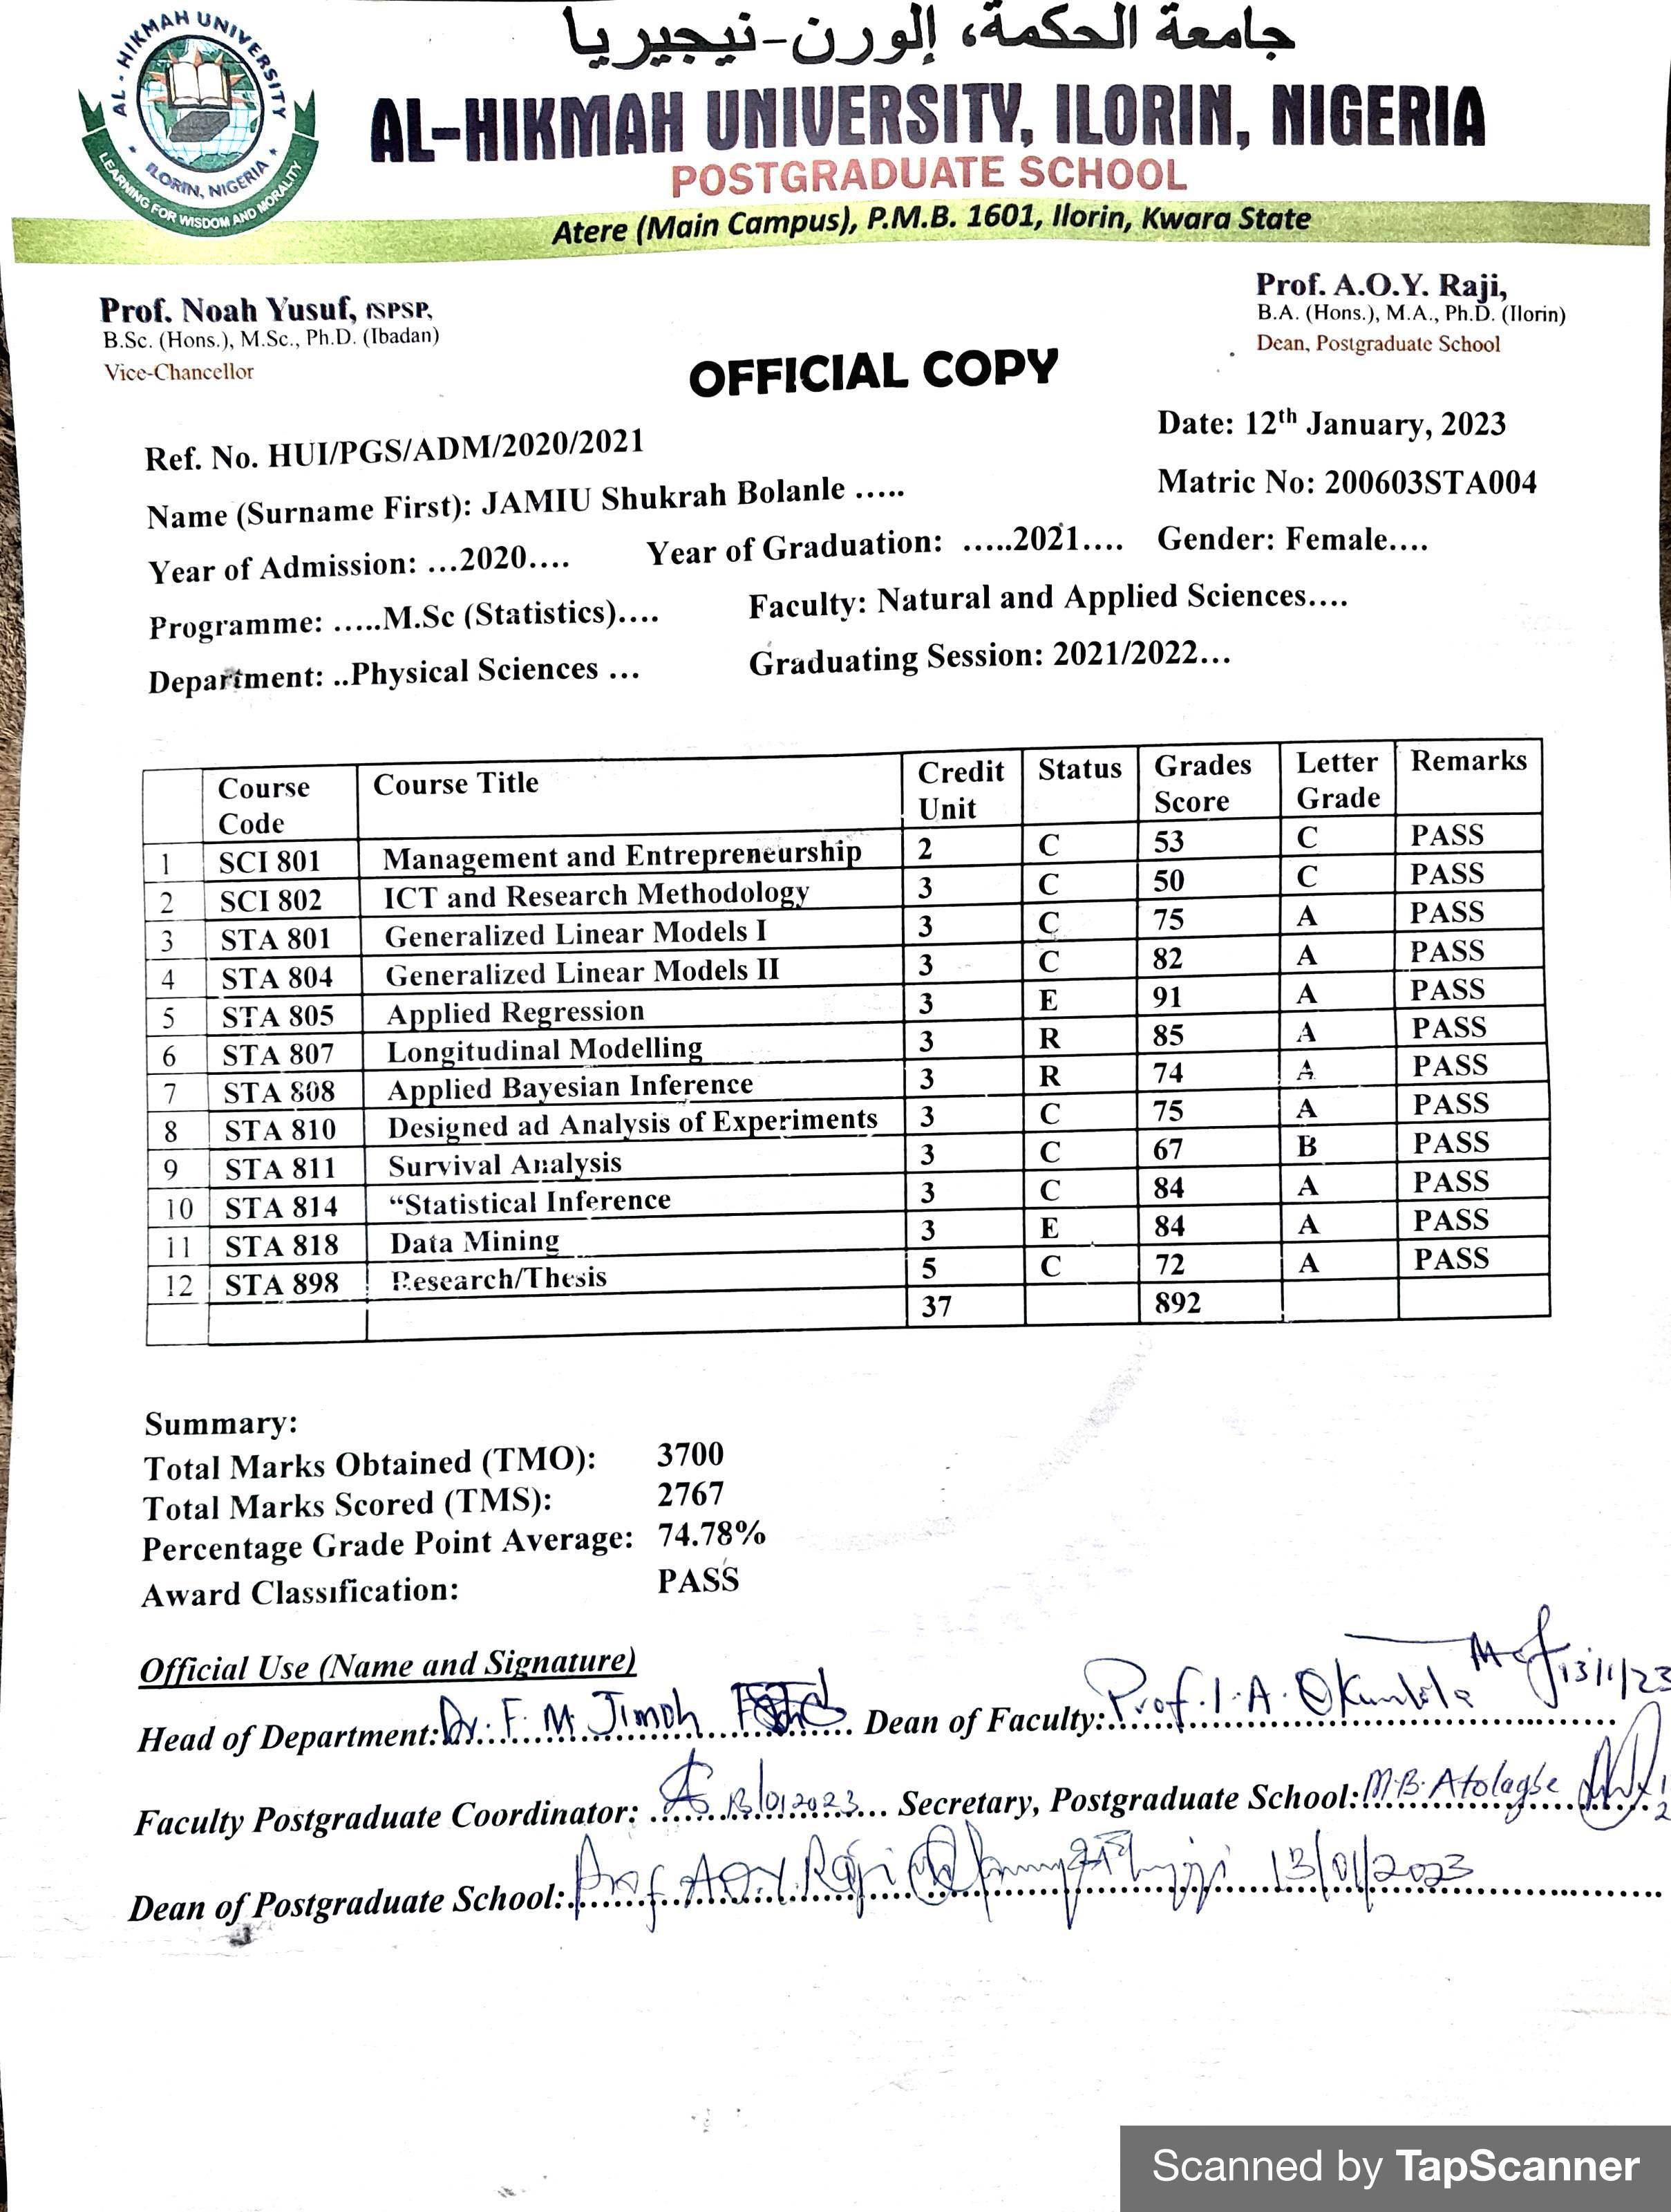 جامعة الحكمة، إلورن-نيجيريا
AL-HIKMAH UNIVERSITY, ILORIN, NIGERIA
POSTGRADUATE SCHOOL
Atere (Main Campus), P.M.B. 1601, Ilorin, Kwara State
AL-HIKMAH UNIVERSITY
ILORIN, NIGERIA
LEARNING FOR WISDOM AND MORALITY
Prof. Noah Yusuf, fSPSP,
B.Sc. (Hons.), M.Sc., Ph.D. (Ibadan)
Vice-Chancellor
Prof. A.O.Y. Raji,
B.A. (Hons.), M.A., Ph.D. (Ilorin)
Dean, Postgraduate School
OFFICIAL COPY
Ref. No. HUI/PGS/ADM/2020/2021 Date: 12th January, 2023
Name (Surname First): JAMIU Shukrah Bolanle ..... Matric No: 200603STA004
Year of Admission: ...2020.... Year of Graduation: .....2021.... Gender: Female....
Programme: .....M.Sc (Statistics).... Faculty: Natural and Applied Sciences....
Department: ..Physical Sciences ... Graduating Session: 2021/2022...
Course Code Course Title Credit Unit Status Grades Score Letter Grade Remarks
1 SCI 801 Management and Entrepreneurship 2 C 53 C PASS
2 SCI 802 ICT and Research Methodology 3 C 50 C PASS
3 STA 801 Generalized Linear Models I 3 C 75 A PASS
4 STA 804 Generalized Linear Models II 3 C 82 A PASS
5 STA 805 Applied Regression 3 E 91 A PASS
6 STA 807 Longitudinal Modelling 3 R 85 A PASS
7 STA 808 Applied Bayesian Inference 3 R 74 A PASS
8 STA 810 Designed ad Analysis of Experiments 3 C 75 A PASS
9 STA 811 Survival Analysis 3 C 67 B PASS
10 STA 814 “Statistical Inference 3 C 84 A PASS
11 STA 818 Data Mining 3 E 84 A PASS
12 STA 898 Research/Thesis 5 C 72 A PASS
37 892
Summary:
Total Marks Obtained (TMO): 3700
Total Marks Scored (TMS): 2767
Percentage Grade Point Average: 74.78%
Award Classification: PASS
Official Use (Name and Signature)
Head of Department: Dr. F. M. Jimoh Dean of Faculty: Prof. I. A. 13/1/23
Faculty Postgraduate Coordinator: 13/01/2023 Secretary, Postgraduate School: M.B. Atolagbe
Dean of Postgraduate School: Prof. A.O.Y. Raji 13/01/2023
Scanned by TapScanner